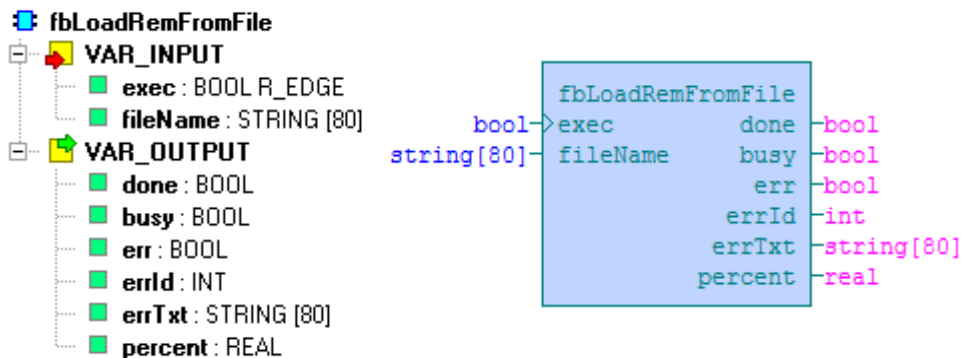 fbLoadRemFromFile
VAR_INPUT
exec : BOOL R_EDGE
fileName : STRING [80]
VAR_OUTPUT
done : BOOL
busy : BOOL
err : BOOL
errId : INT
errTxt : STRING [80]
percent : REAL
fbLoadRemFromFile
bool exec done bool
string[80] fileName busy bool
err bool
errId int
errTxt string[80]
percent real